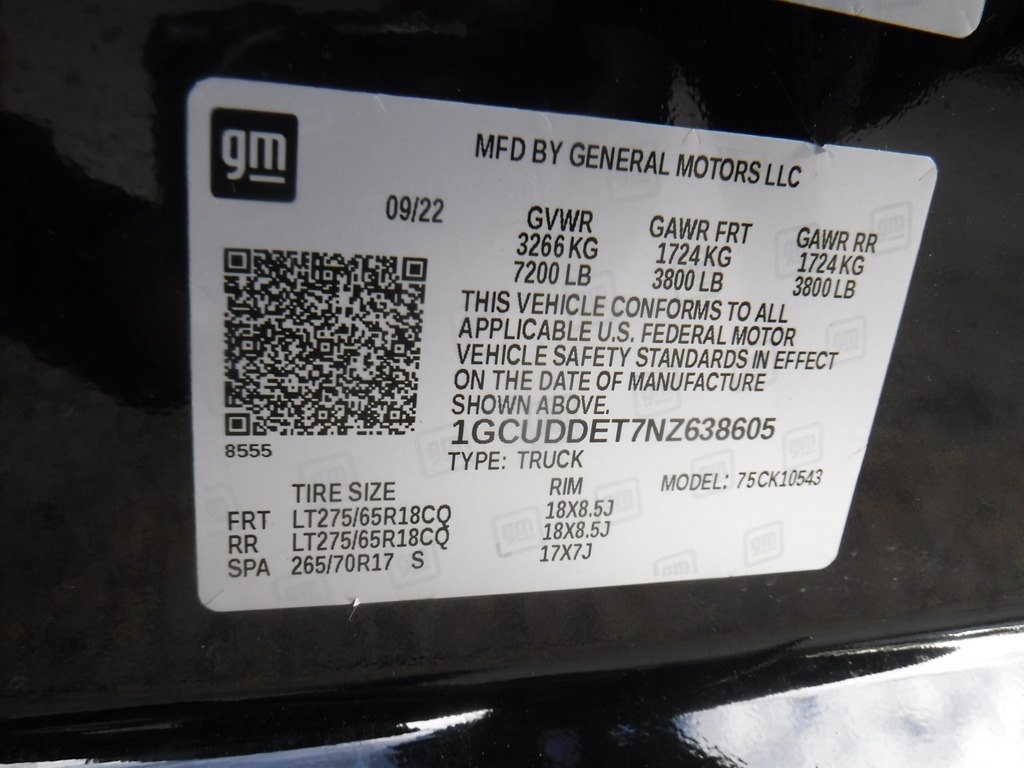 gm
MFD BY GENERAL MOTORS LLC
09/22
GVWR
3266 KG
7200 LB
GAWR FRT
1724 KG
3800 LB
GAWR RR
1724 KG
3800 LB
THIS VEHICLE CONFORMS TO ALL
APPLICABLE U.S. FEDERAL MOTOR
VEHICLE SAFETY STANDARDS IN EFFECT
ON THE DATE OF MANUFACTURE
SHOWN ABOVE.
1GCUDDET7NZ638605
8555
TYPE: TRUCK
MODEL: 75CK10543
TIRE SIZE RIM
FRT LT275/65R18CQ 18X8.5J
RR LT275/65R18CQ 18X8.5J
SPA 265/70R17 S 17X7J